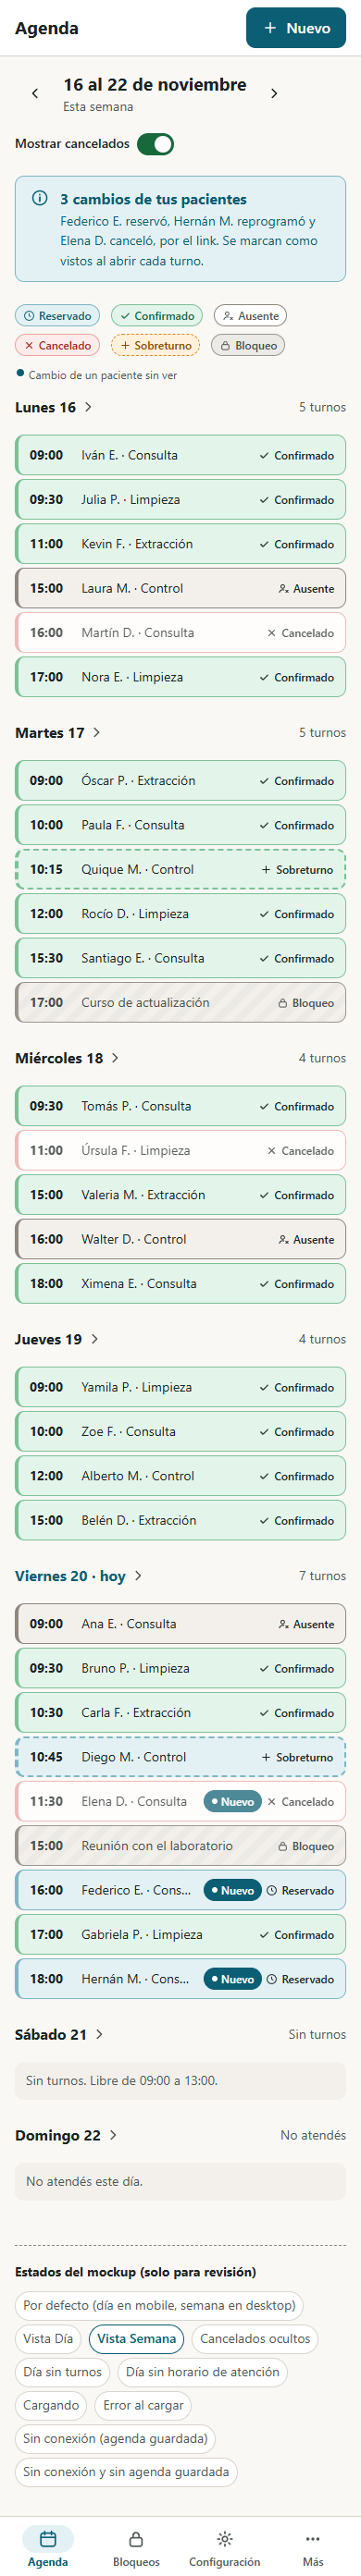 Agenda
+ Nuevo
16 al 22 de noviembre
Esta semana
Mostrar cancelados
3 cambios de tus pacientes
Federico E. reservó, Hernán M. reprogramó y
Elena D. canceló, por el link. Se marcan como
vistos al abrir cada turno.
Reservado Confirmado Ausente
Cancelado Sobreturno Bloqueo
Cambio de un paciente sin ver
Lunes 16 5 turnos
09:00 Iván E. · Consulta Confirmado
09:30 Julia P. · Limpieza Confirmado
11:00 Kevin F. · Extracción Confirmado
15:00 Laura M. · Control Ausente
16:00 Martín D. · Consulta Cancelado
17:00 Nora E. · Limpieza Confirmado
Martes 17 5 turnos
09:00 Óscar P. · Extracción Confirmado
10:00 Paula F. · Consulta Confirmado
10:15 Quique M. · Control Sobreturno
12:00 Rocío D. · Limpieza Confirmado
15:30 Santiago E. · Consulta Confirmado
17:00 Curso de actualización Bloqueo
Miércoles 18 4 turnos
09:30 Tomás P. · Consulta Confirmado
11:00 Úrsula F. · Limpieza Cancelado
15:00 Valeria M. · Extracción Confirmado
16:00 Walter D. · Control Ausente
18:00 Ximena E. · Consulta Confirmado
Jueves 19 4 turnos
09:00 Yamila P. · Limpieza Confirmado
10:00 Zoe F. · Consulta Confirmado
12:00 Alberto M. · Control Confirmado
15:00 Belén D. · Extracción Confirmado
Viernes 20 · hoy 7 turnos
09:00 Ana E. · Consulta Ausente
09:30 Bruno P. · Limpieza Confirmado
10:30 Carla F. · Extracción Confirmado
10:45 Diego M. · Control Sobreturno
11:30 Elena D. · Consulta Nuevo Cancelado
15:00 Reunión con el laboratorio Bloqueo
16:00 Federico E. · Cons... Nuevo Reservado
17:00 Gabriela P. · Limpieza Confirmado
18:00 Hernán M. · Cons... Nuevo Reservado
Sábado 21 Sin turnos
Sin turnos. Libre de 09:00 a 13:00.
Domingo 22 No atendés
No atendés este día.
Estados del mockup (solo para revisión)
Por defecto (día en mobile, semana en desktop)
Vista Día Vista Semana Cancelados ocultos
Día sin turnos Día sin horario de atención
Cargando Error al cargar
Sin conexión (agenda guardada)
Sin conexión y sin agenda guardada
Agenda Bloqueos Configuración Más